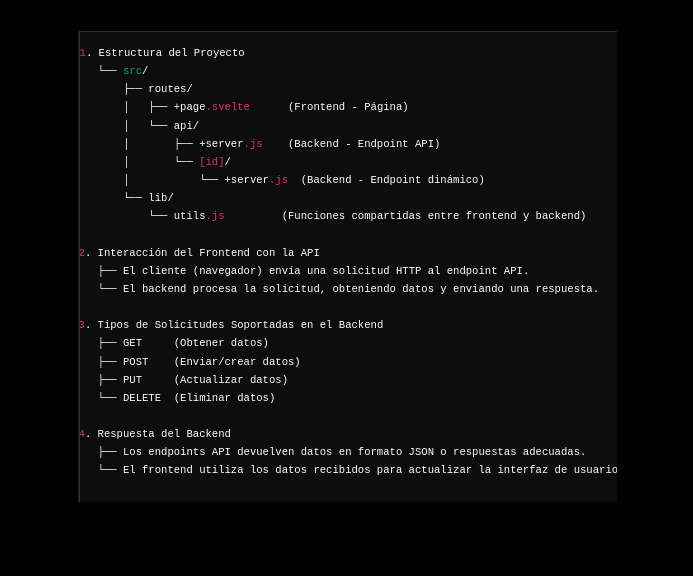 1. Estructura del Proyecto
   └── src/
       ├── routes/
       │   ├── +page.svelte      (Frontend - Página)
       │   └── api/
       │       ├── +server.js    (Backend - Endpoint API)
       │       └── [id]/
       │           └── +server.js  (Backend - Endpoint dinámico)
       └── lib/
           └── utils.js         (Funciones compartidas entre frontend y backend)

2. Interacción del Frontend con la API
   ├── El cliente (navegador) envía una solicitud HTTP al endpoint API.
   └── El backend procesa la solicitud, obteniendo datos y enviando una respuesta.

3. Tipos de Solicitudes Soportadas en el Backend
   ├── GET     (Obtener datos)
   ├── POST    (Enviar/crear datos)
   ├── PUT     (Actualizar datos)
   └── DELETE  (Eliminar datos)

4. Respuesta del Backend
   ├── Los endpoints API devuelven datos en formato JSON o respuestas adecuadas.
   └── El frontend utiliza los datos recibidos para actualizar la interfaz de usuario